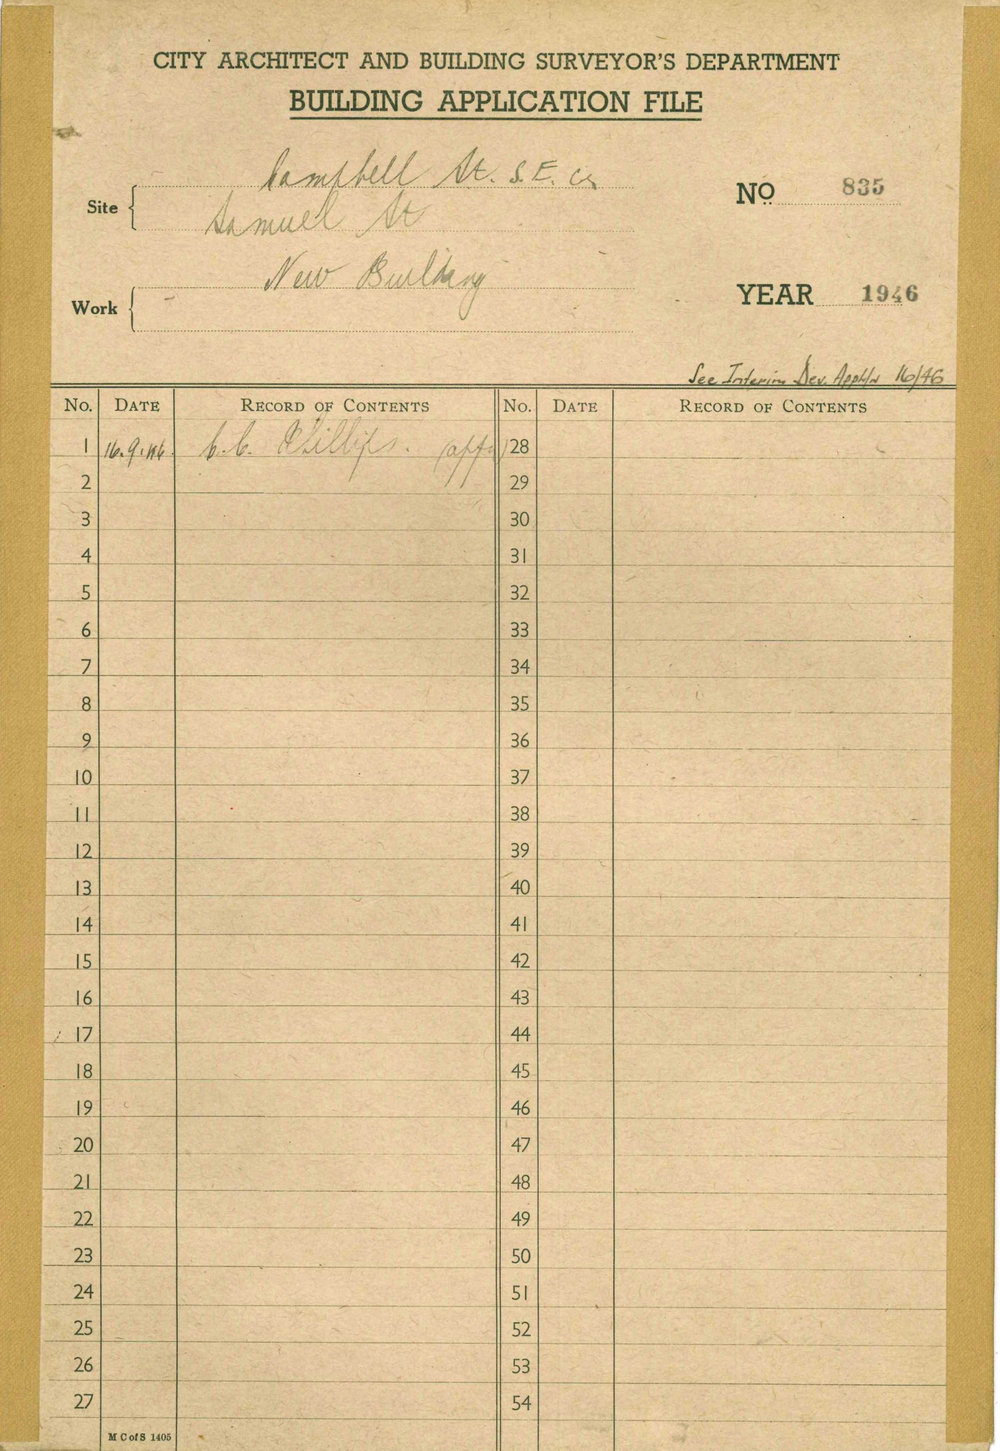 CITY ARCHITECT AND BUILDING SURVEYOR'S DEPARTMENT
BUILDING APPLICATION FILE
Site { Campbell St. S.E. cr
Samuel St
Work { New Building
No 835
YEAR 1946
See Interim Dev. Appt/n 16/46
No. DATE RECORD OF CONTENTS No. DATE RECORD OF CONTENTS
1 16.9.46. C.C. Phillips. 28
2 29
3 30
4 31
5 32
6 33
7 34
8 35
9 36
10 37
11 38
12 39
13 40
14 41
15 42
16 43
17 44
18 45
19 46
20 47
21 48
22 49
23 50
24 51
25 52
26 53
27 54
M C of S 1405